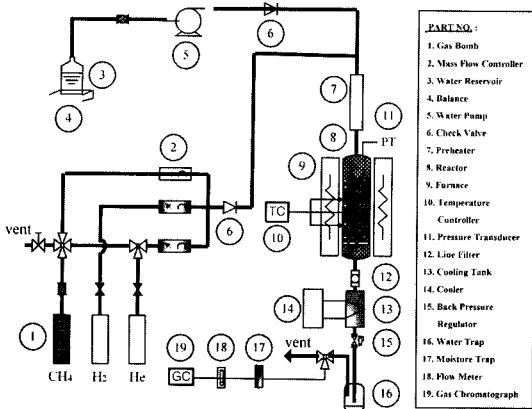 6
3
5
4
7
11
PT
8
2
9
6
TC
10
vent
12
14
13
1
CH4
H2
He
19
18
17
vent
15
GC
16
PART NO. :
1. Gas Bomb
2. Mass Flow Controller
3. Water Reservoir
4. Balance
5. Water Pump
6. Check Valve
7. Preheater
8. Reactor
9. Furnace
10. Temperature
Controller
11. Pressure Transducer
12. Line Filter
13. Cooling Tank
14. Cooler
15. Back Pressure
Regulator
16. Water Trap
17. Moisture Trap
18. Flow Meter
19. Gas Chromatograph